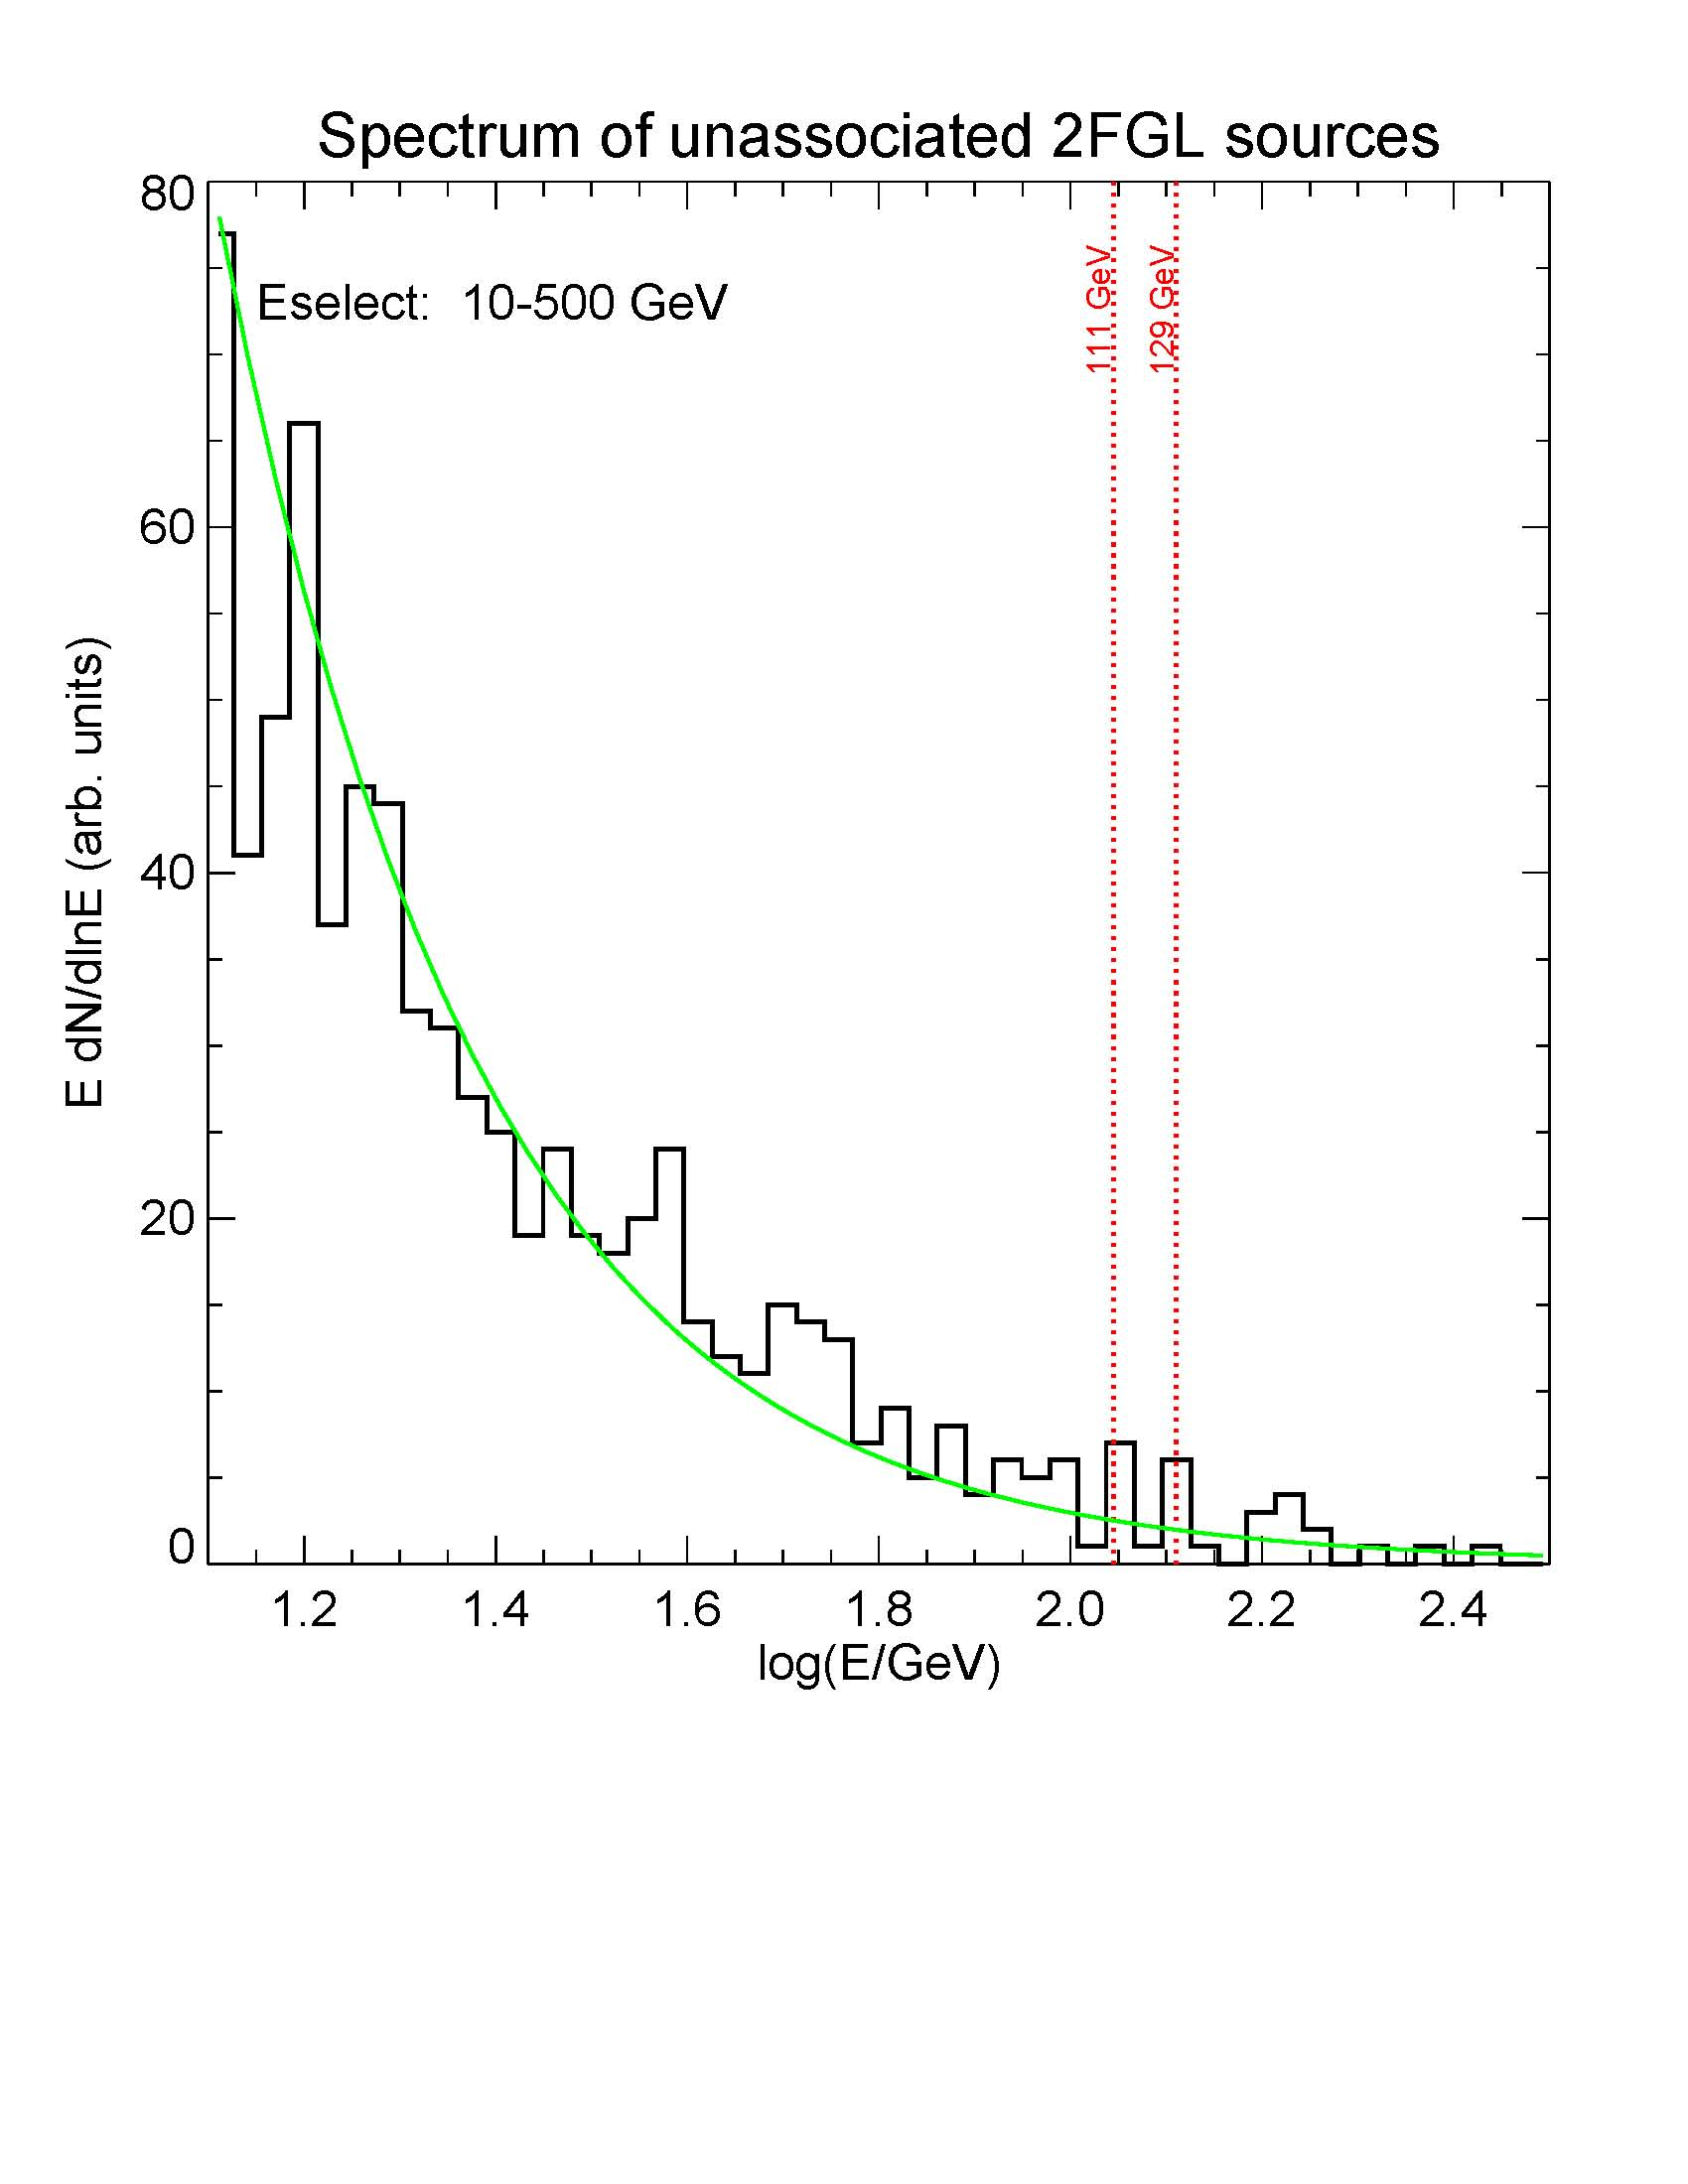 Spectrum of unassociated 2FGL sources
80
60
40
20
0
E dN/dlnE (arb. units)
Eselect:  10-500 GeV
111 GeV
129 GeV
1.2 1.4 1.6 1.8 2.0 2.2 2.4
log(E/GeV)